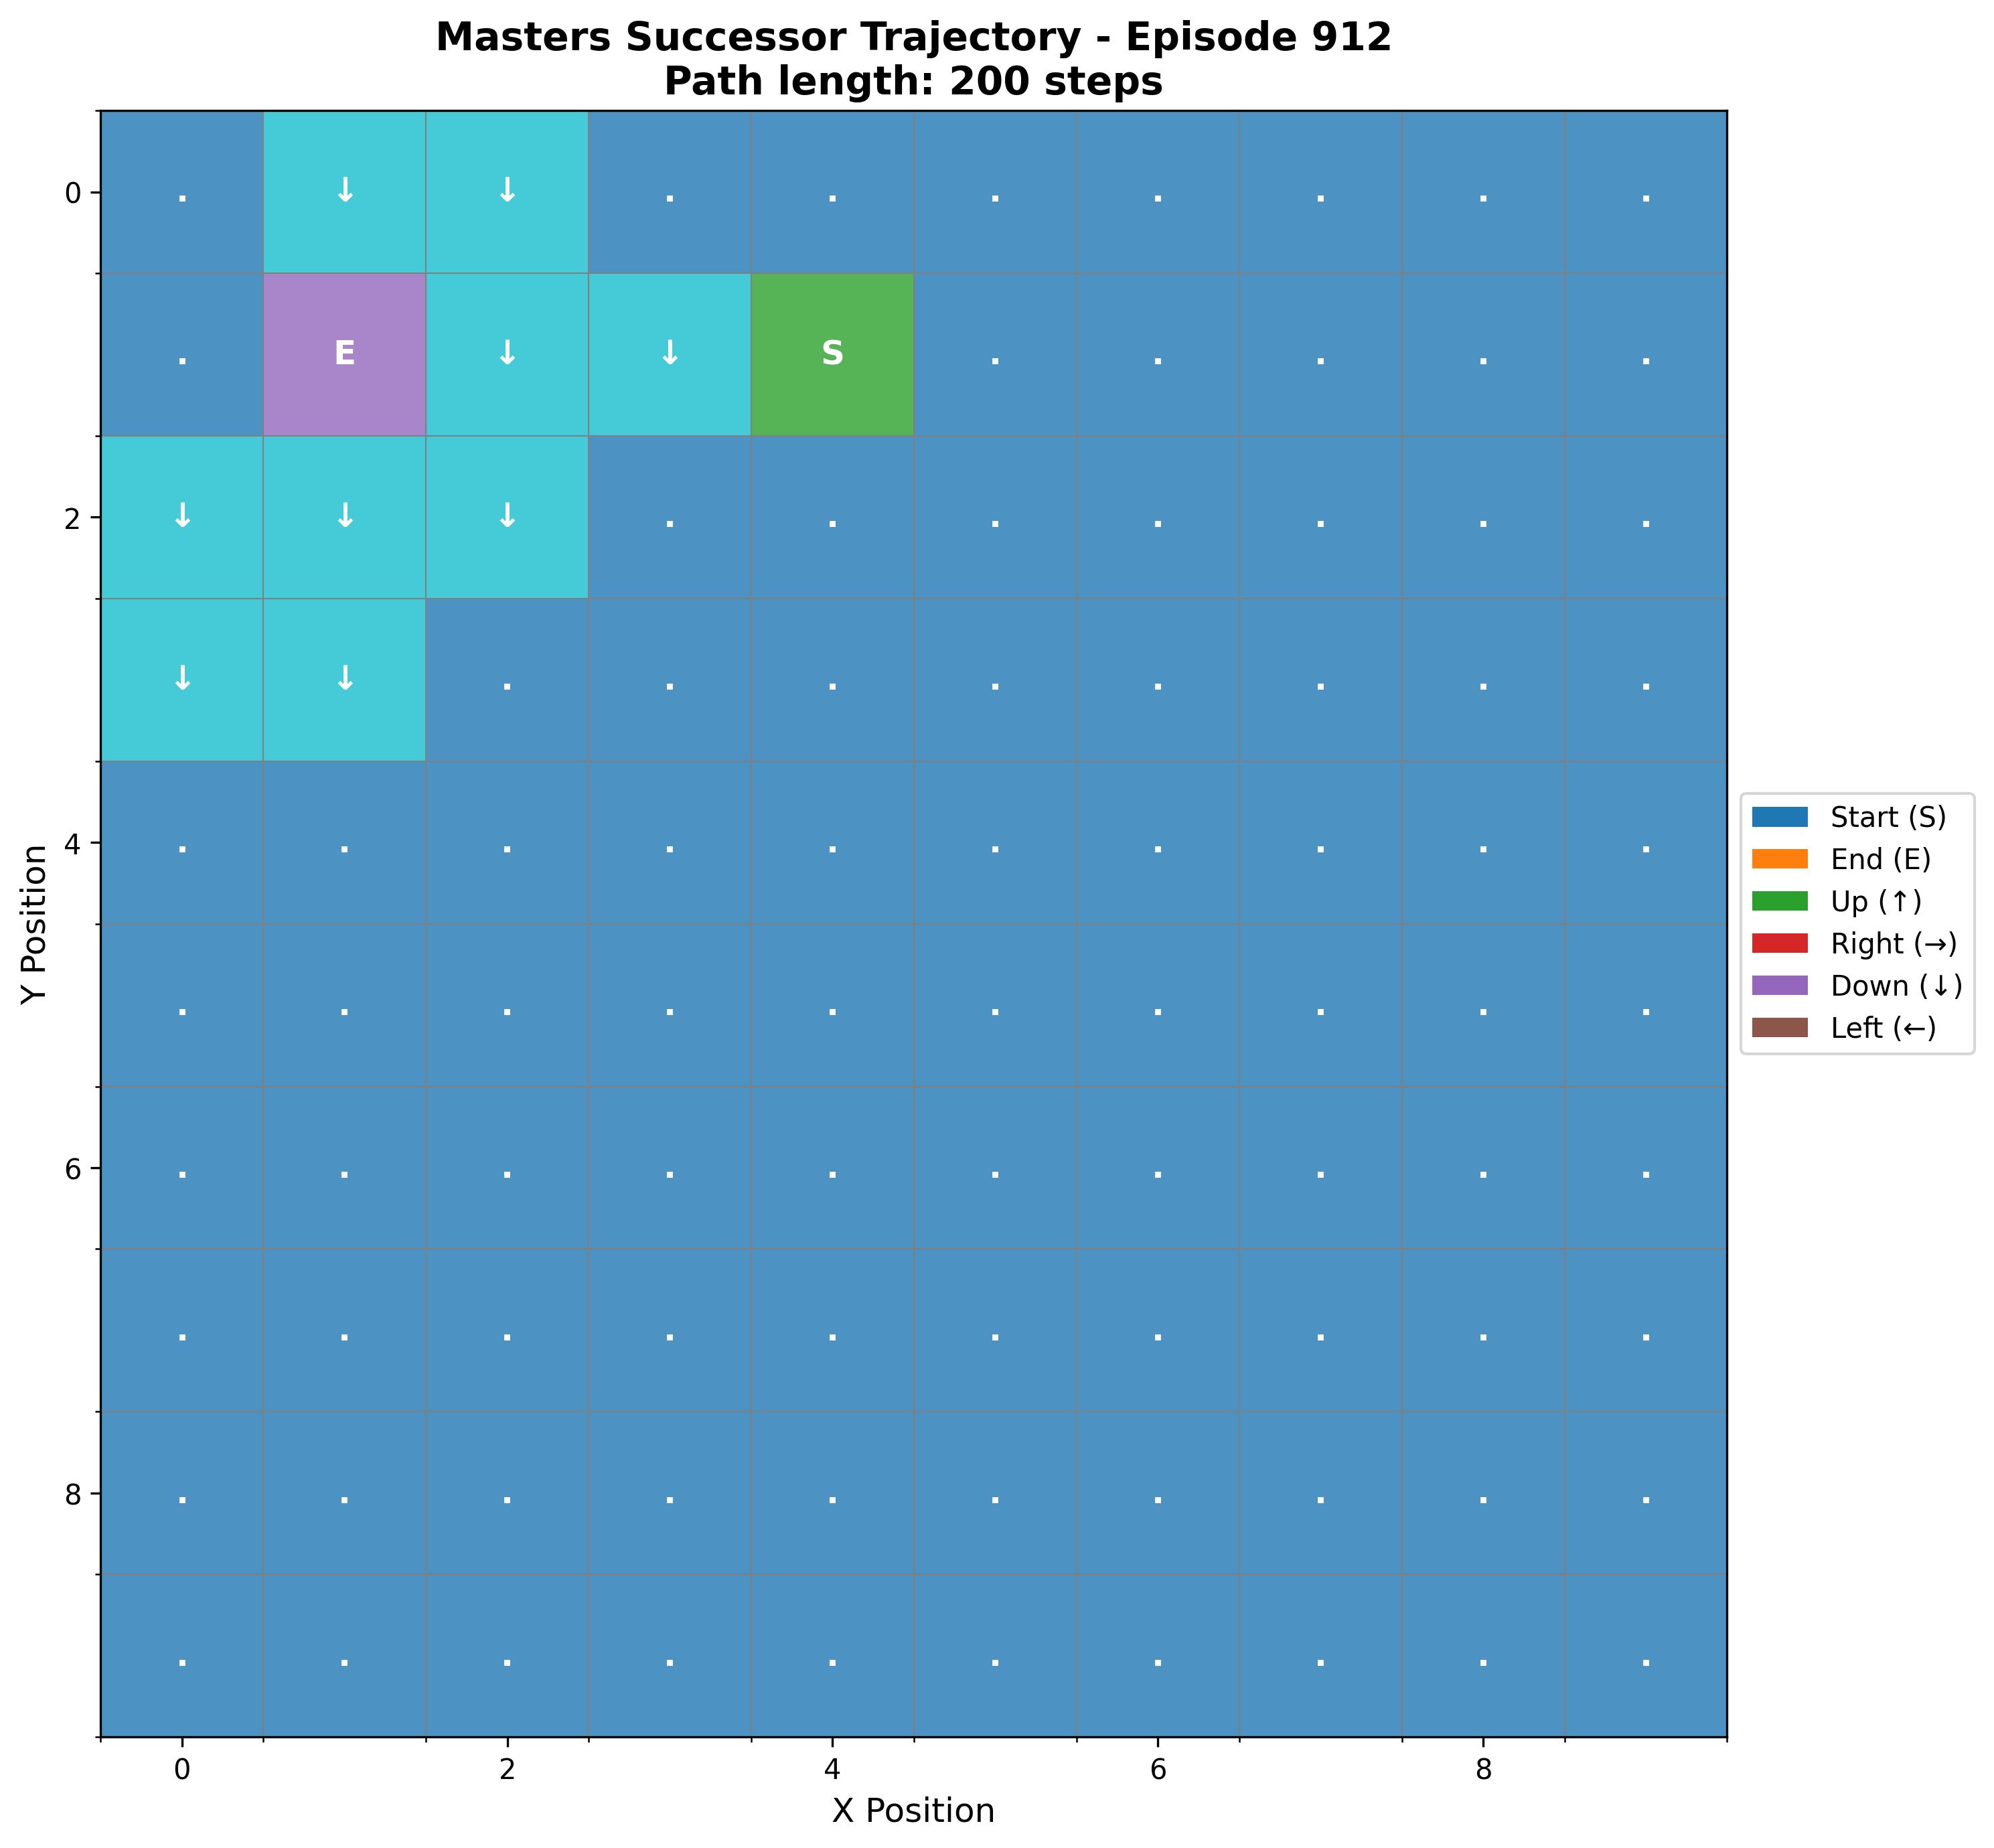 Masters Successor Trajectory - Episode 912
Path length: 200 steps
0 . ↓ ↓ . . . . . . .
. E ↓ ↓ S . . . . .
2 ↓ ↓ ↓ . . . . . . .
↓ ↓ . . . . . . . .
4 . . . . . . . . . .
. . . . . . . . . .
6 . . . . . . . . . .
. . . . . . . . . .
8 . . . . . . . . . .
. . . . . . . . . .
0 2 4 6 8
X Position
Y Position
Start (S)
End (E)
Up (↑)
Right (→)
Down (↓)
Left (←)